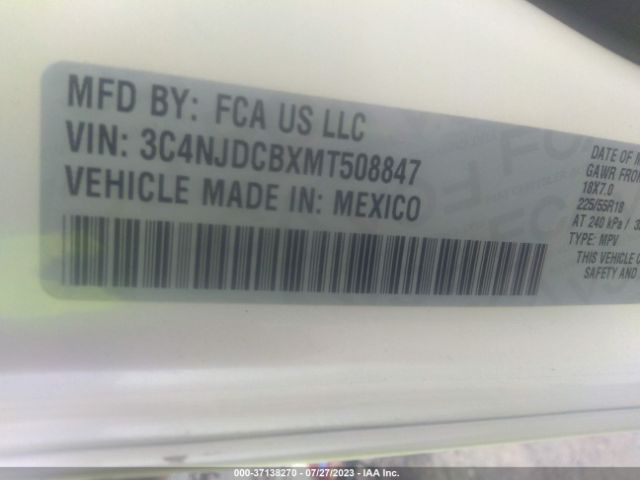 MFD BY: FCA US LLC
VIN: 3C4NJDCBXMT508847
VEHICLE MADE IN: MEXICO
DATE OF
GAWR FRON
18X7.0
225/55R18
AT 240 kPa /
TYPE: MPV
THIS VEHICLE
SAFETY AND
000-37138270 / 07/27/2023 / IAA Inc.